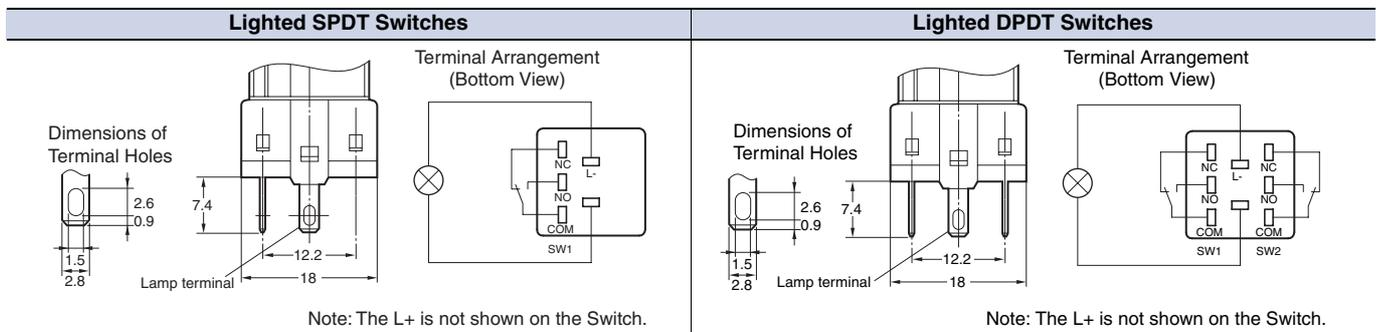 Lighted SPDT Switches
Terminal Arrangement
(Bottom View)
Dimensions of
Terminal Holes
2.6
0.9
1.5
2.8
7.4
12.2
18
Lamp terminal
NC
L-
NO
COM
SW1
Note: The L+ is not shown on the Switch.
Lighted DPDT Switches
Terminal Arrangement
(Bottom View)
Dimensions of
Terminal Holes
2.6
0.9
1.5
2.8
7.4
12.2
18
Lamp terminal
NC
L-
NC
NO
NO
COM
COM
SW1
SW2
Note: The L+ is not shown on the Switch.